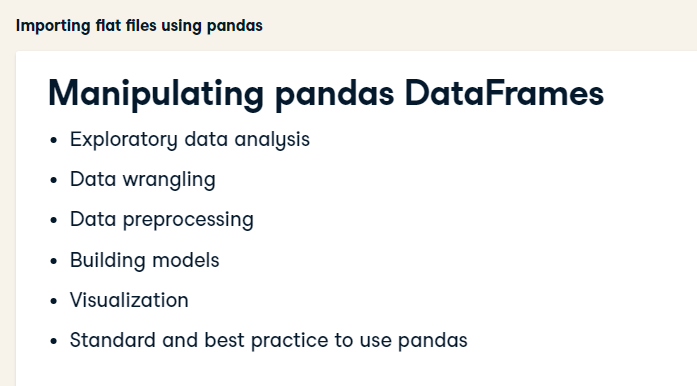 Importing flat files using pandas
Manipulating pandas DataFrames
• Exploratory data analysis
• Data wrangling
• Data preprocessing
• Building models
• Visualization
• Standard and best practice to use pandas